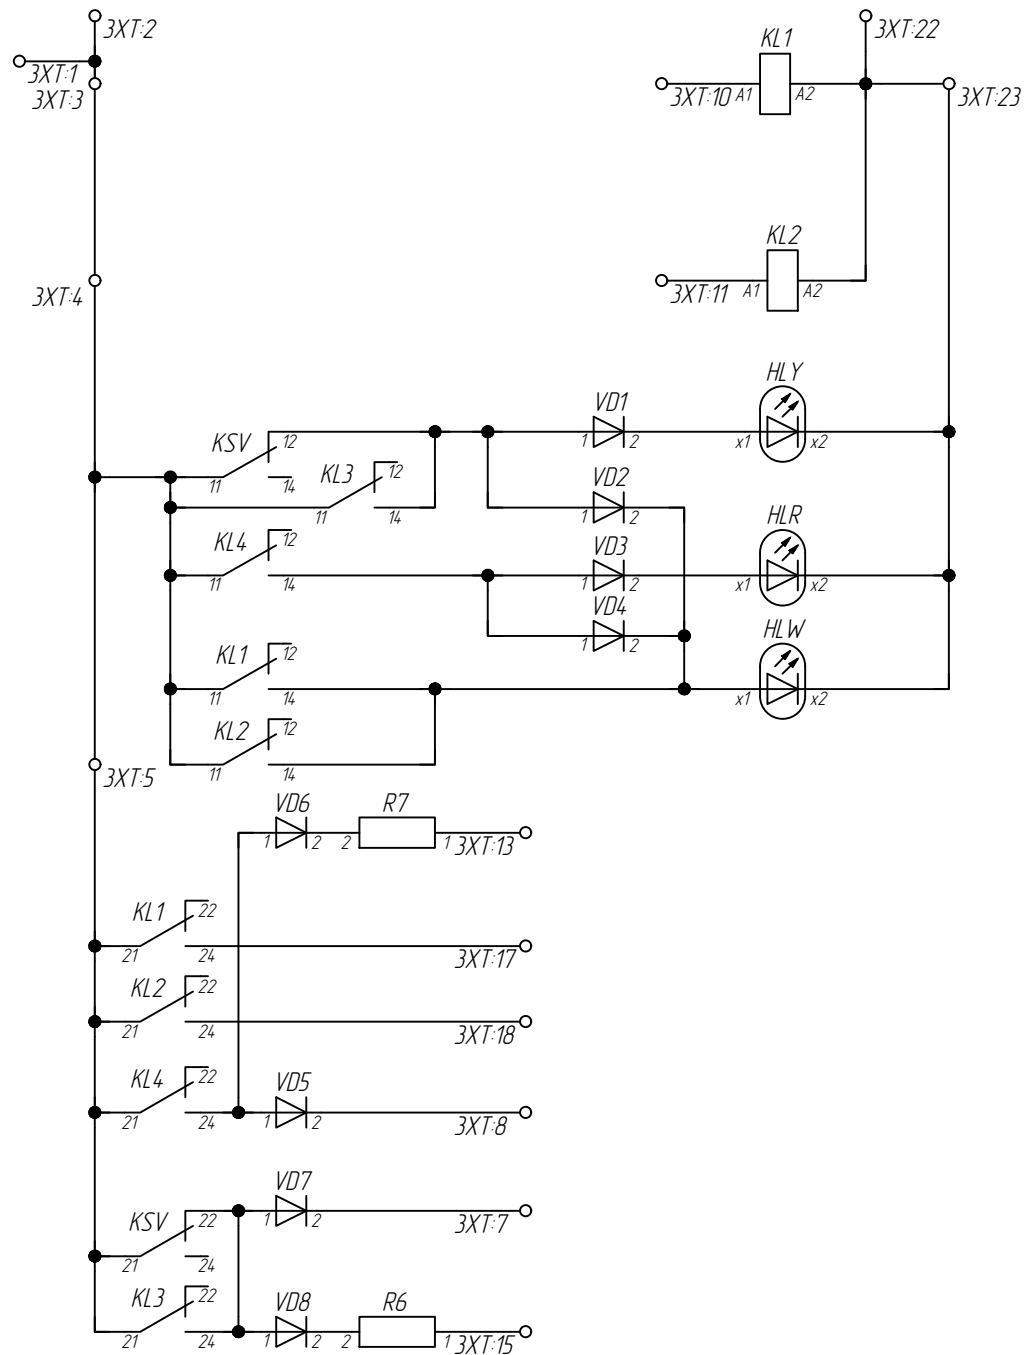 3XT:2
3XT:22
KL1
3XT:1
3XT:3
3XT:10 A1 A2
3XT:23
KL2
3XT:4
3XT:11 A1 A2
HLY
VD1
KSV 12
1 2 x1 x2
11 14
KL3 12
VD2
11 14
1 2
HLR
KL4 12
VD3
11 14
1 2 x1 x2
VD4
1 2
HLW
KL1 12
11 14
x1 x2
KL2 12
11 14
3XT:5
VD6 R7
1 2 2 1 3XT:13
KL1 22
21 24 3XT:17
KL2 22
21 24 3XT:18
KL4 22
VD5
21 24 1 2 3XT:8
VD7
KSV 22
1 2 3XT:7
21 24
KL3 22
VD8 R6
21 24 1 2 2 1 3XT:15